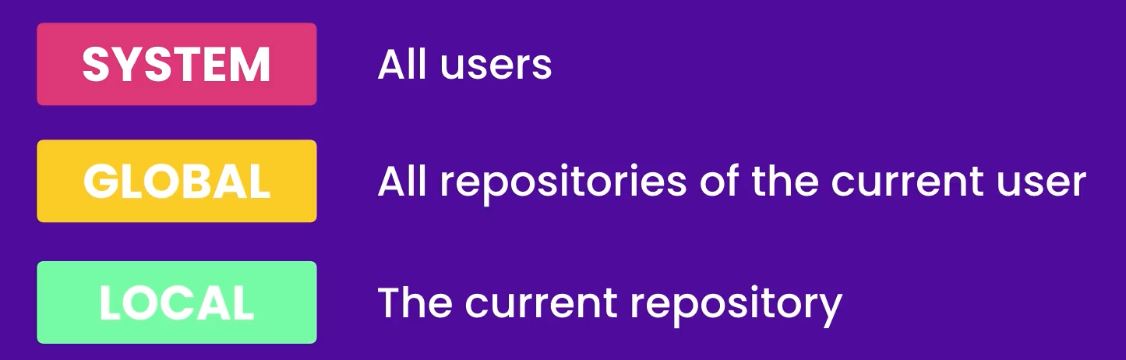 SYSTEM All users
GLOBAL All repositories of the current user
LOCAL The current repository